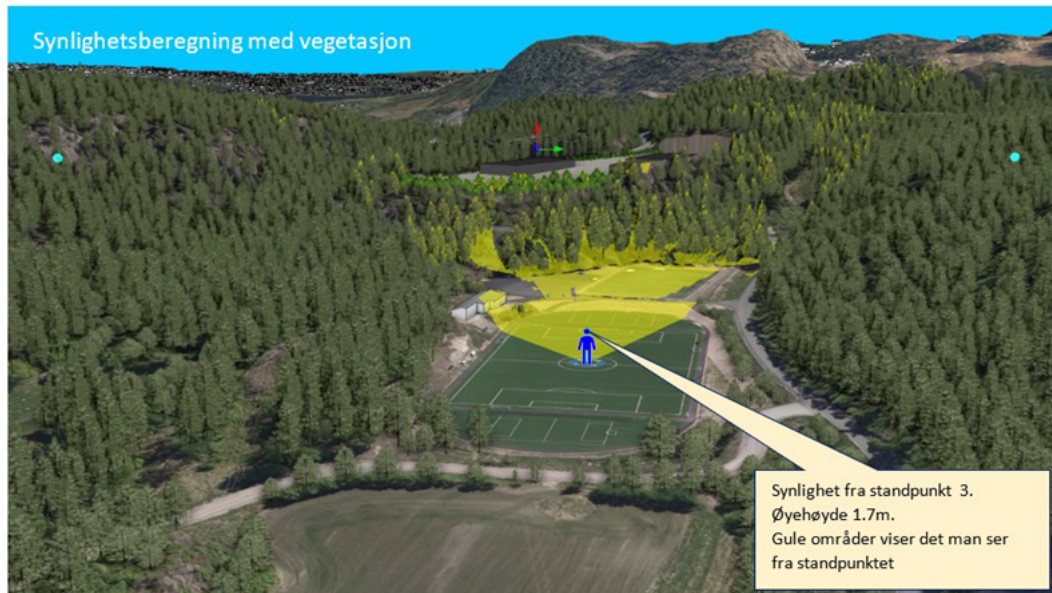 Synlighetsberegning med vegetasjon
Synlighet fra standpunkt 3.
Øyehøyde 1.7m.
Gule områder viser det man ser
fra standpunktet